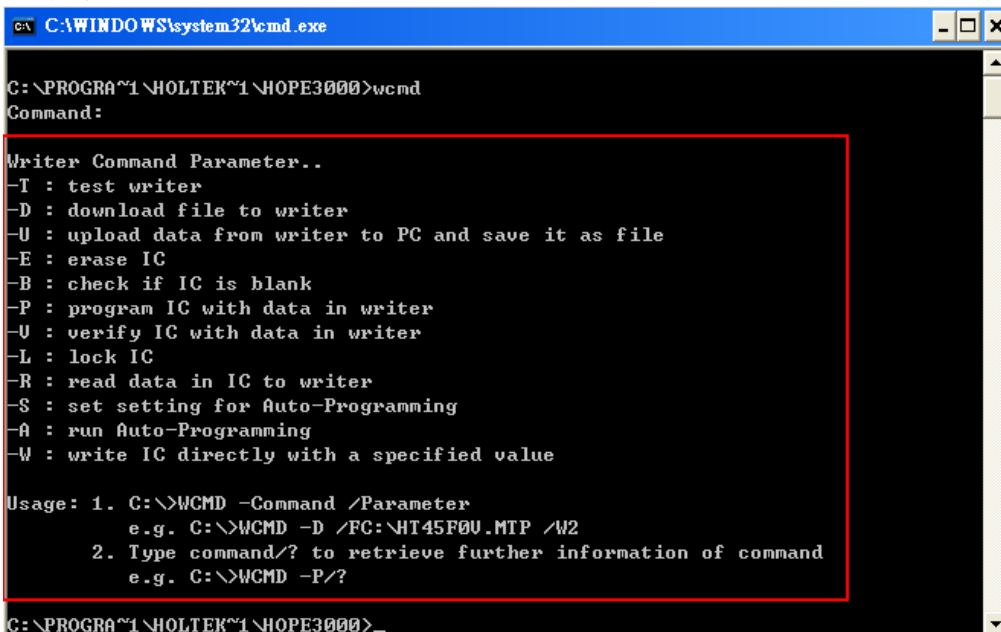 C:\WINDOWS\system32\cmd.exe
C:\PROGRA~1\HOLTEK~1\HOPE3000>wcmd
Command:
Writer Command Parameter..
-T : test writer
-D : download file to writer
-U : upload data from writer to PC and save it as file
-E : erase IC
-B : check if IC is blank
-P : program IC with data in writer
-V : verify IC with data in writer
-L : lock IC
-R : read data in IC to writer
-S : set setting for Auto-Programming
-A : run Auto-Programming
-W : write IC directly with a specified value
Usage: 1. C:\>WCMD -Command /Parameter
e.g. C:\>WCMD -D /FC:\HT45F0V.MTP /W2
2. Type command/? to retrieve further information of command
e.g. C:\>WCMD -P/?
C:\PROGRA~1\HOLTEK~1\HOPE3000>_